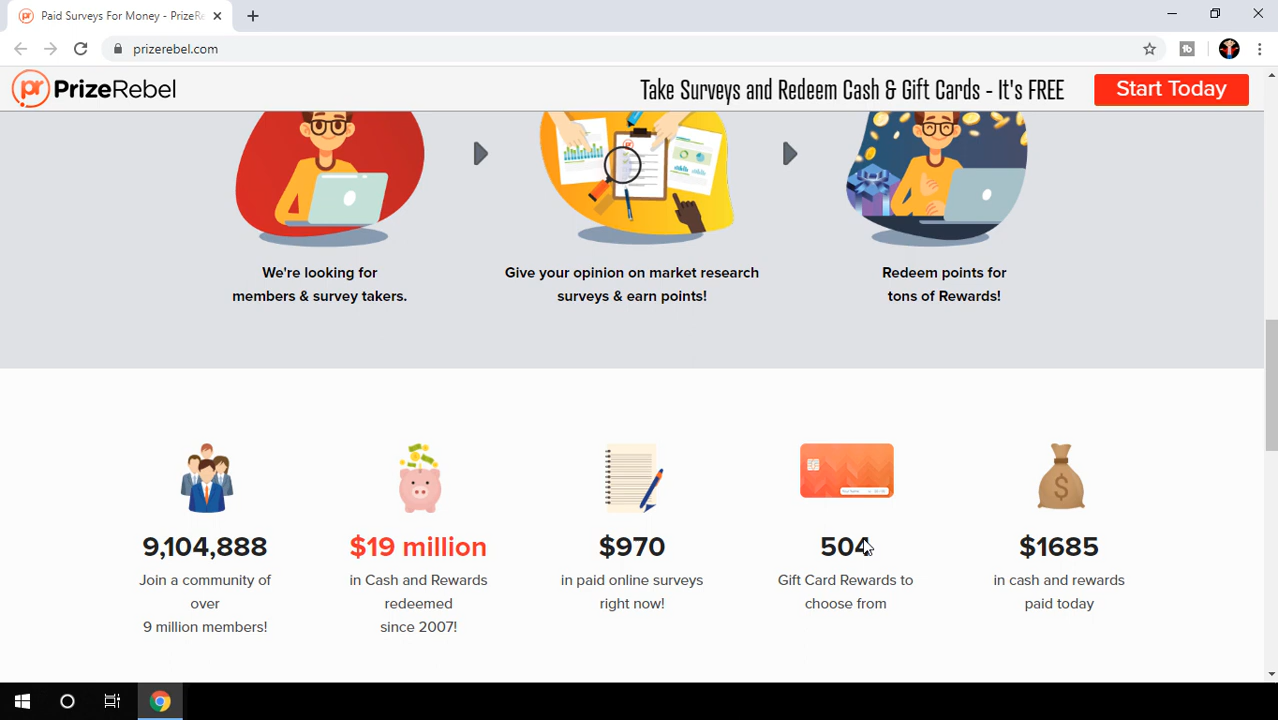 Paid Surveys For Money - PrizeRe
prizerebel.com
pr PrizeRebel
Take Surveys and Redeem Cash & Gift Cards - It's FREE
Start Today
We're looking for
members & survey takers.
Give your opinion on market research
surveys & earn points!
Redeem points for
tons of Rewards!
9,104,888
Join a community of
over
9 million members!
$19 million
in Cash and Rewards
redeemed
since 2007!
$970
in paid online surveys
right now!
504
Gift Card Rewards to
choose from
$1685
in cash and rewards
paid today